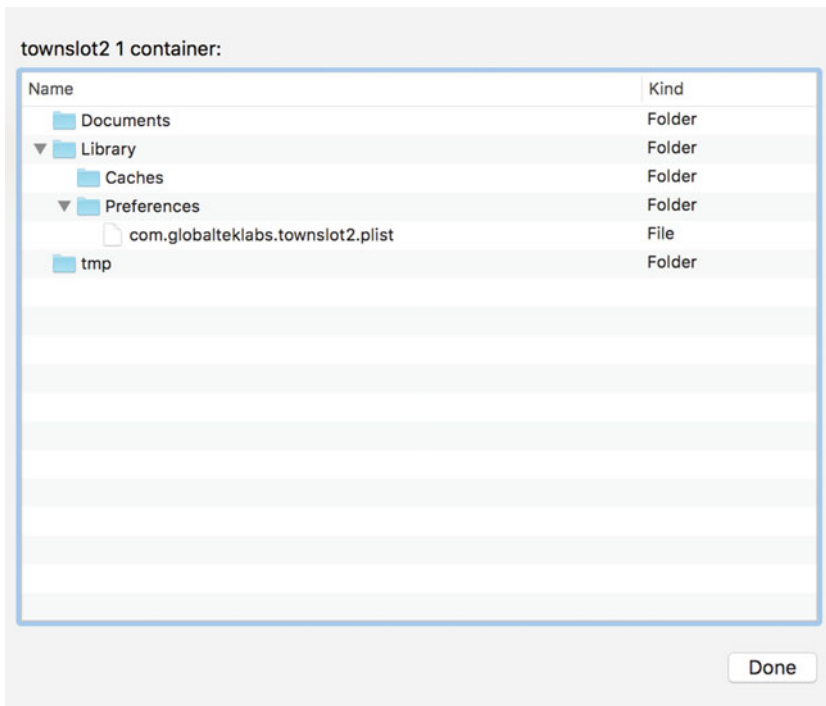 townslot2 1 container:
Name Kind
Documents Folder
Library Folder
Caches Folder
Preferences Folder
com.globalteklabs.townslot2.plist File
tmp Folder
Done